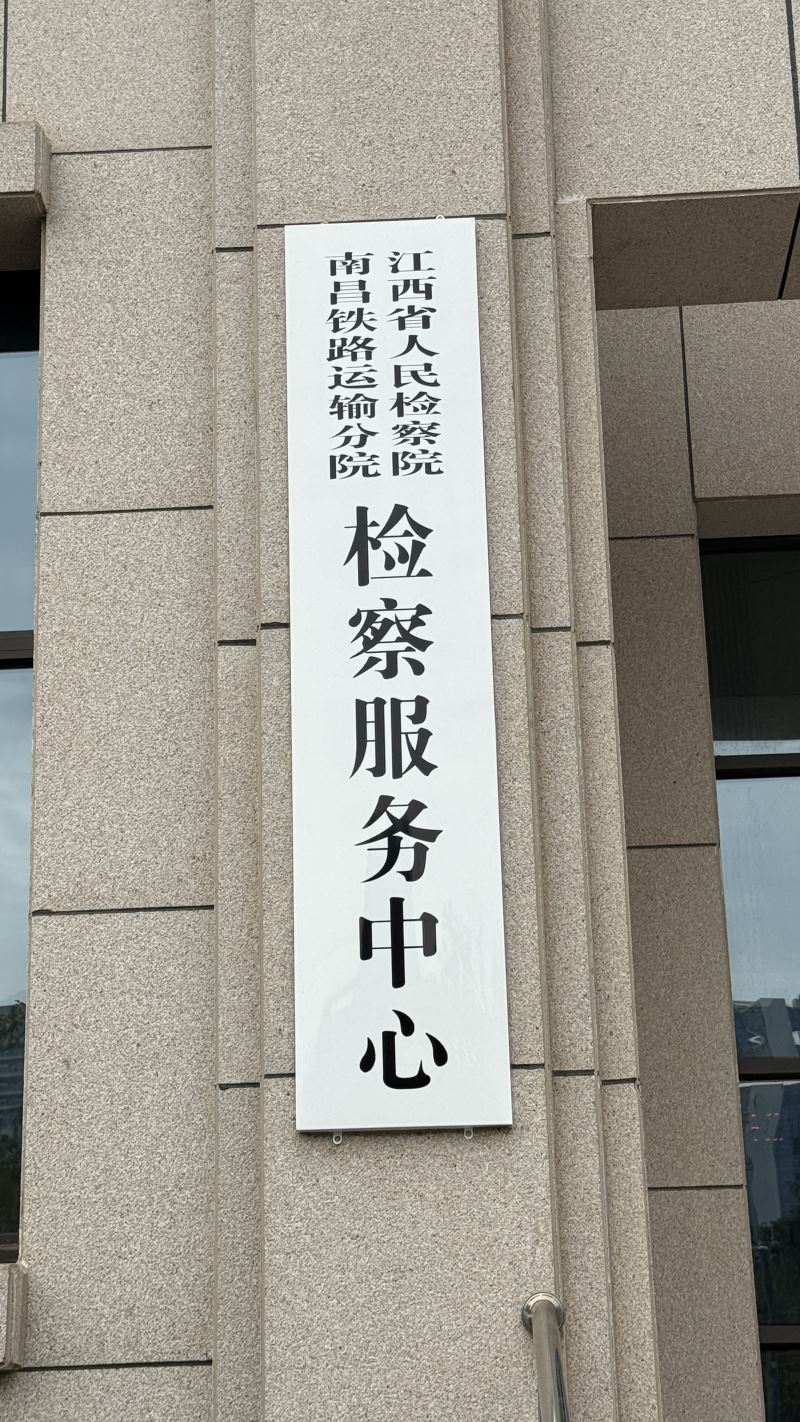 江西省人民检察院
南昌铁路运输分院
检察服务中心